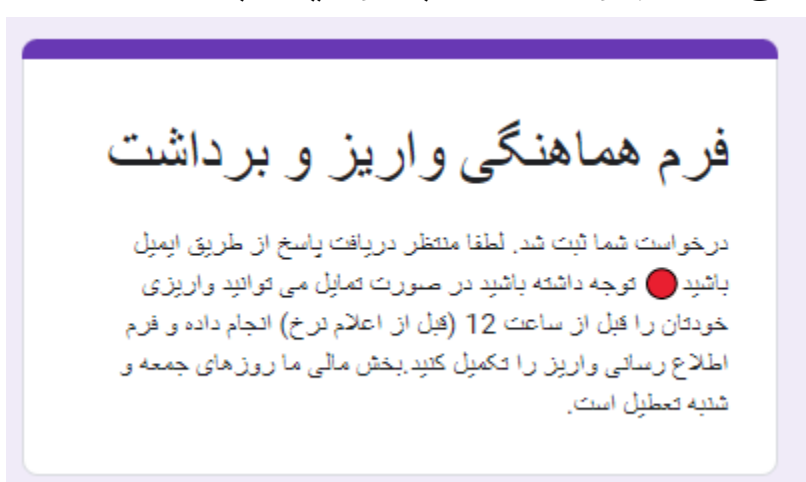 فرم هماهنگی واریز و برداشت
درخواست شما ثبت شد. لطفا منتظر دریافت پاسخ از طریق ایمیل
باشید🔴 توجه داشته باشید در صورت تمایل می توانید واریزی
خودتان را قبل از ساعت 12 (قبل از اعلام نرخ) انجام داده و فرم
اطلاع رسانی واریز را تکمیل کنید.بخش مالی ما روزهای جمعه و
شنبه تعطیل است.